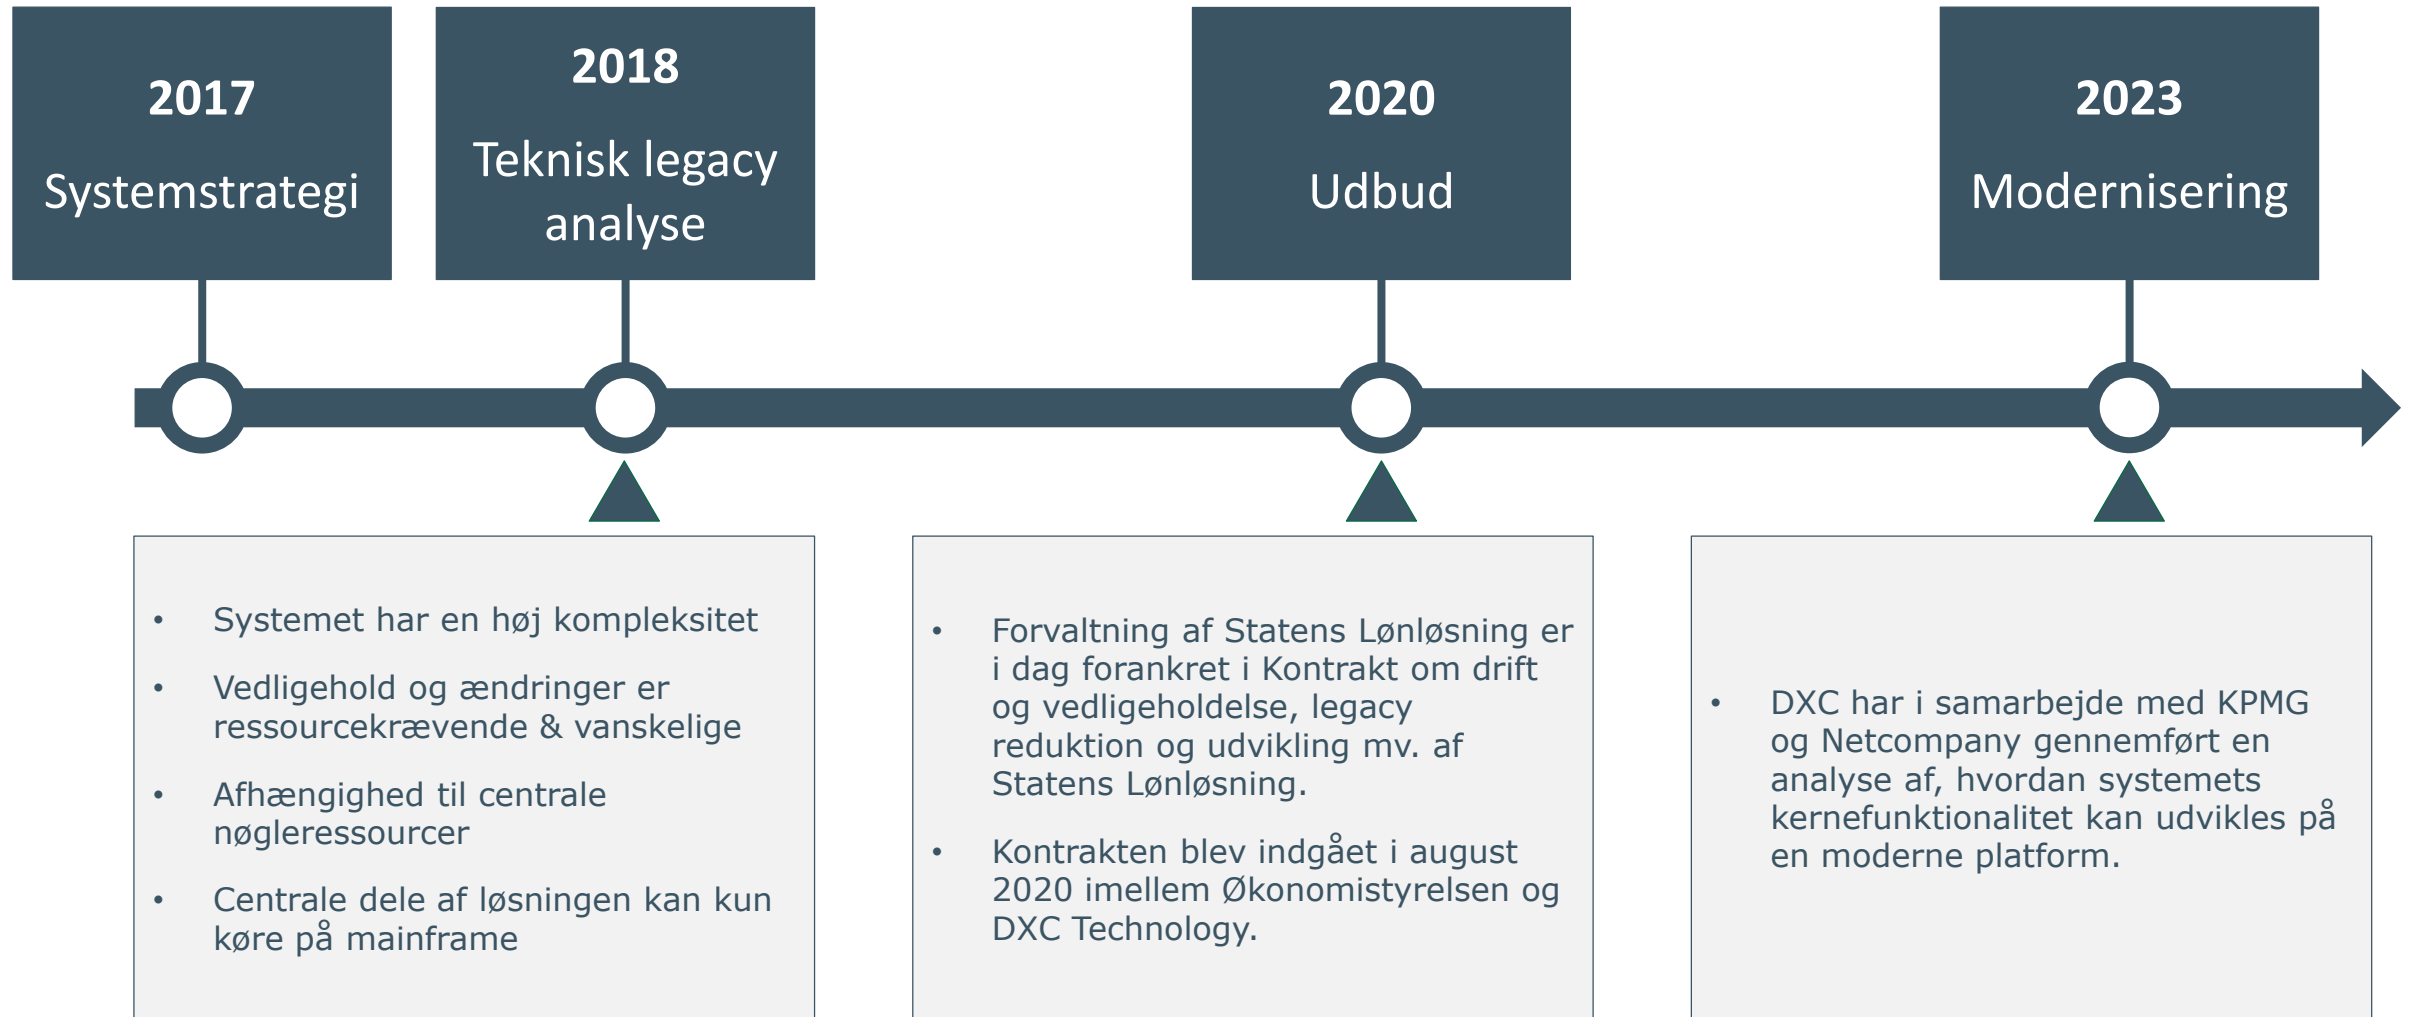 2017
Systemstrategi
2018
Teknisk legacy
analyse
2020
Udbud
2023
Modernisering
• Systemet har en høj kompleksitet
• Vedligehold og ændringer er
ressourcekrævende & vanskelige
• Afhængighed til centrale
nøgleressourcer
• Centrale dele af løsningen kan kun
køre på mainframe
• Forvaltning af Statens Lønløsning er
i dag forankret i Kontrakt om drift
og vedligeholdelse, legacy
reduktion og udvikling mv. af
Statens Lønløsning.
• Kontrakten blev indgået i august
2020 imellem Økonomistyrelsen og
DXC Technology.
• DXC har i samarbejde med KPMG
og Netcompany gennemført en
analyse af, hvordan systemets
kernefunktionalitet kan udvikles på
en moderne platform.